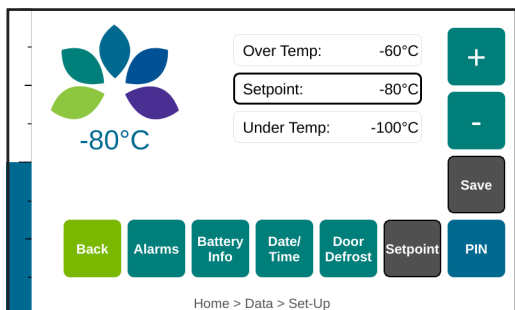 Over Temp: -60°C
Setpoint: -80°C
Under Temp: -100°C
-80°C
+
-
Save
Back
Alarms
Battery
Info
Date/
Time
Door
Defrost
Setpoint
PIN
Home > Data > Set-Up